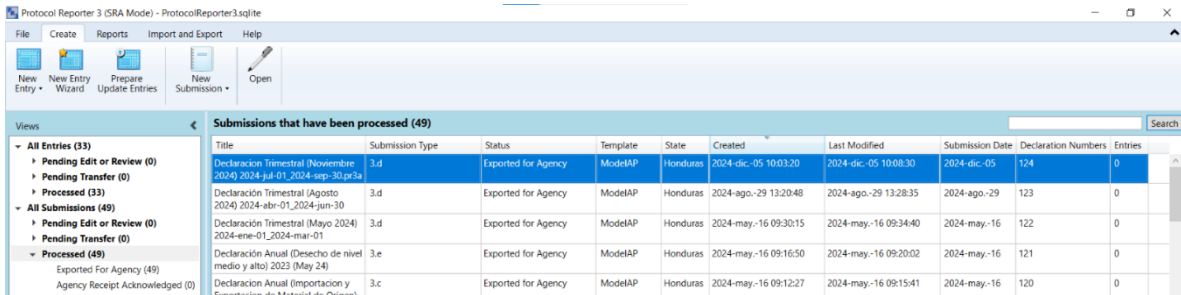 Protocol Reporter 3 (SRA Mode) - ProtocolReporter3.sqlite
File Create Reports Import and Export Help
New Entry New Entry Wizard Prepare Update Entries New Submission Open
Views
Submissions that have been processed (49)
Search
All Entries (33)
Pending Edit or Review (0)
Pending Transfer (0)
Processed (33)
All Submissions (49)
Pending Edit or Review (0)
Pending Transfer (0)
Processed (49)
Exported For Agency (49)
Agency Receipt Acknowledged (0)
Title Submission Type Status Template State Created Last Modified Submission Date Declaration Numbers Entries
Declaracion Trimestral (Noviembre 3.d Exported for Agency ModelAP Honduras 2024-dic.-05 10:03:20 2024-dic.-05 10:08:30 2024-dic.-05 124 0
2024) 2024-jul-01_2024-sep-30.pr3a
Declaración Trimestral (Agosto 3.d Exported for Agency ModelAP Honduras 2024-ago.-29 13:20:48 2024-ago.-29 13:28:35 2024-ago.-29 123 0
2024) 2024-abr-01_2024-jun-30
Declaración Trimestral (Mayo 2024) 3.d Exported for Agency ModelAP Honduras 2024-may.-16 09:30:15 2024-may.-16 09:34:40 2024-may.-16 122 0
2024-ene-01_2024-mar-01
Declaración Anual (Desecho de nivel 3.e Exported for Agency ModelAP Honduras 2024-may.-16 09:16:50 2024-may.-16 09:20:02 2024-may.-16 121 0
medio y alto) 2023 (May 24)
Declaracion Anual (Importacion y 3.c Exported for Agency ModelAP Honduras 2024-may.-16 09:12:27 2024-may.-16 09:15:41 2024-may.-16 120 0
Exportacion de Material de Origen)